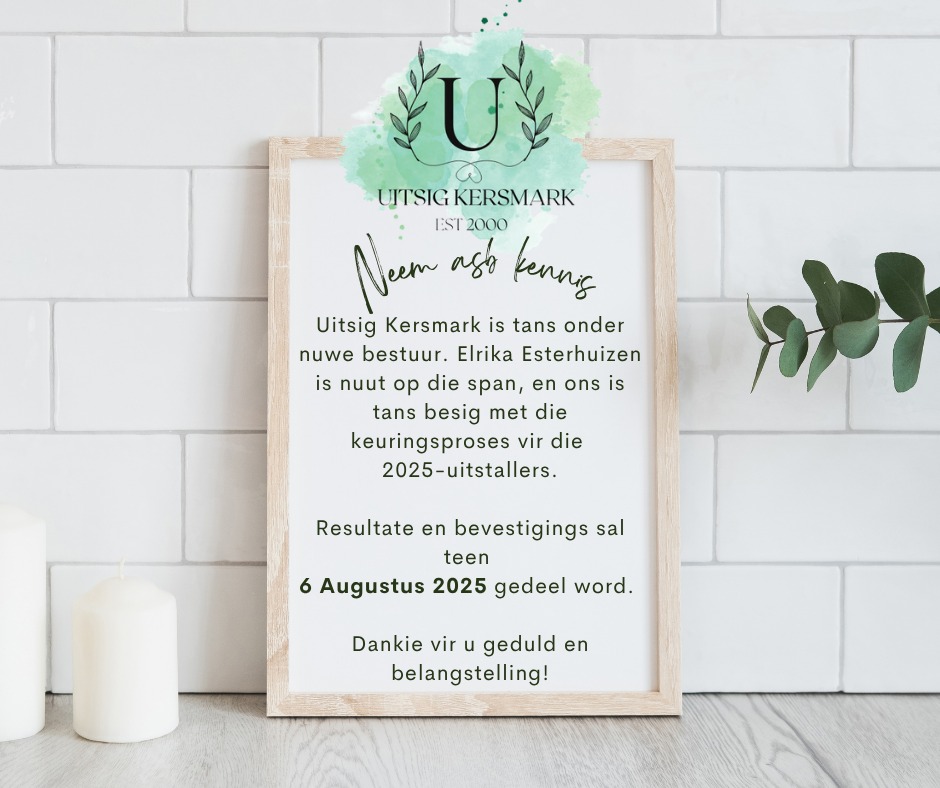 U
UITSIG KERSMARK
EST 2000
Neem asb kennis
Uitsig Kersmark is tans onder
nuwe bestuur. Elrika Esterhuizen
is nuut op die span, en ons is
tans besig met die
keuringsproses vir die
2025-uitstallers.
Resultate en bevestigings sal
teen
6 Augustus 2025 gedeel word.
Dankie vir u geduld en
belangstelling!